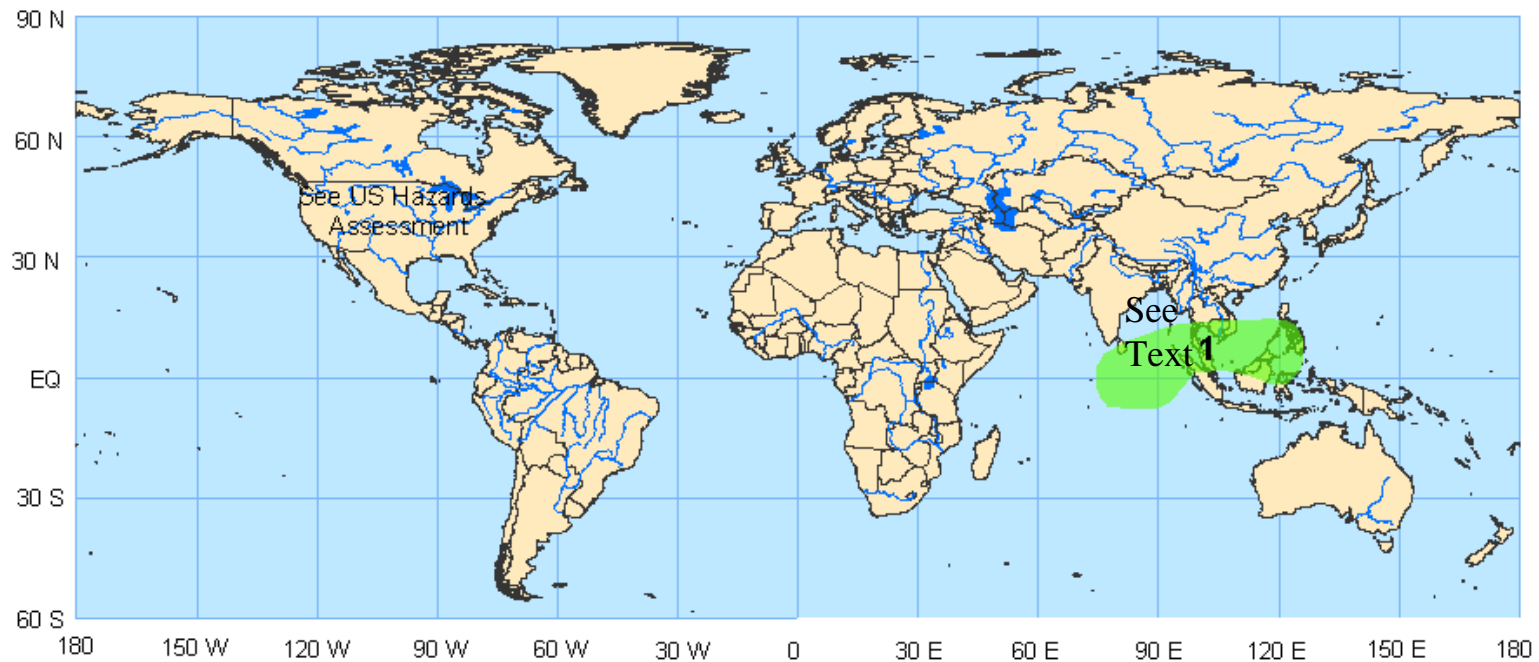 90 N
60 N
See US Hazards
Assessment
30 N
See
Text 1
EQ
30 S
60 S
180 150 W 120 W 90 W 60 W 30 W 0 30 E 60 E 90 E 120 E 150 E 180